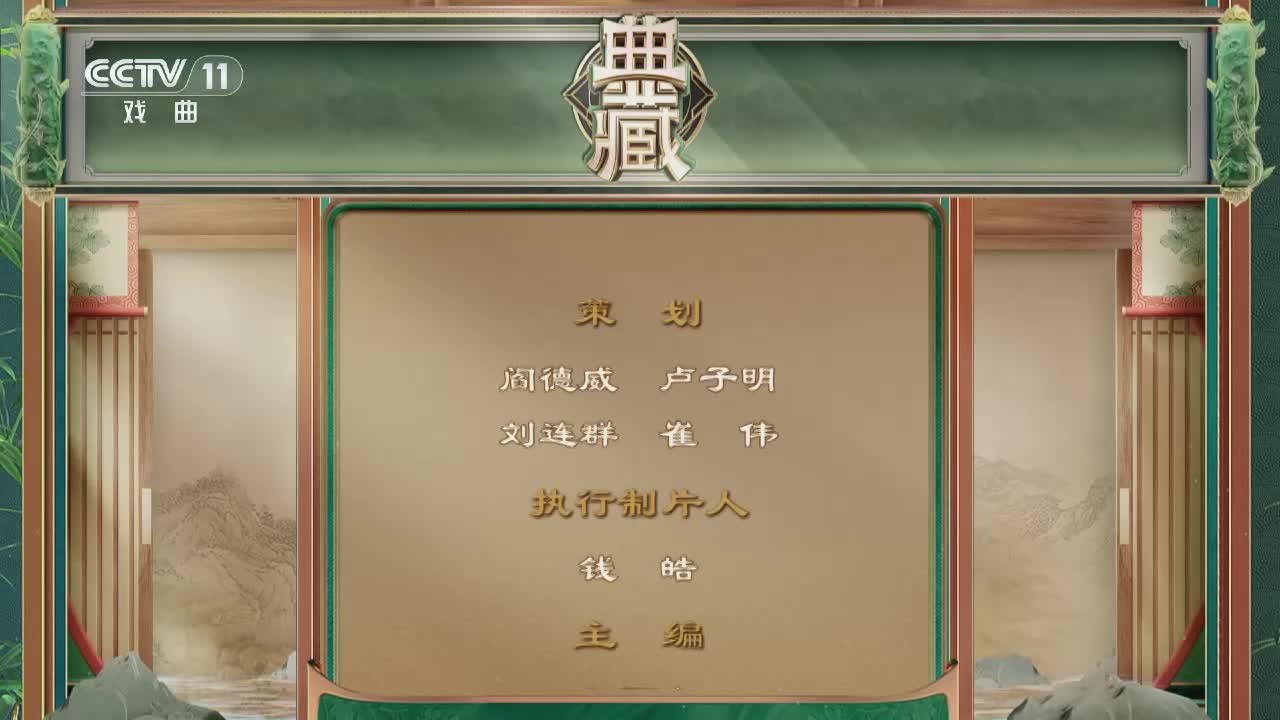 CCTV 11
戏曲
典藏
策 划
阎德威 卢子明
刘连群 崔 伟
执行制片人
钱 皓
主 编